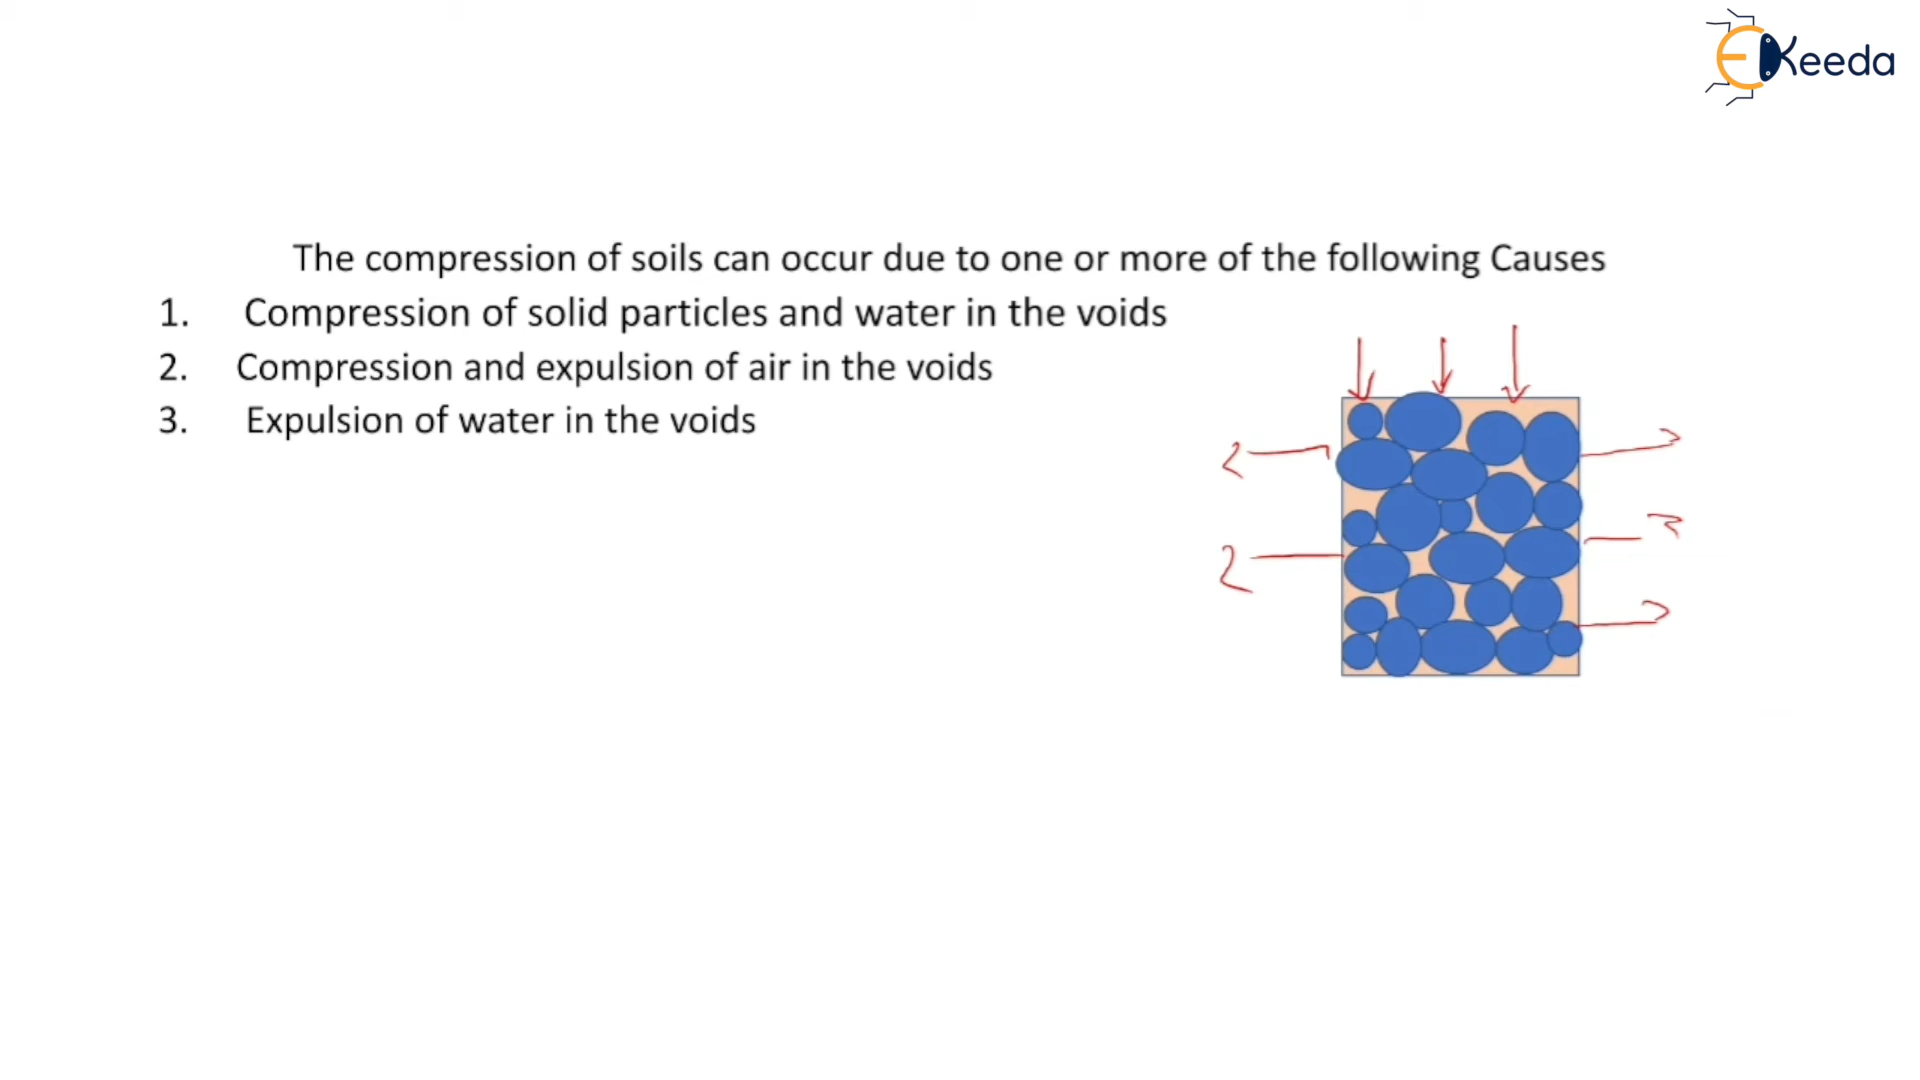 EKeeda
The compression of soils can occur due to one or more of the following Causes
1. Compression of solid particles and water in the voids
2. Compression and expulsion of air in the voids
3. Expulsion of water in the voids